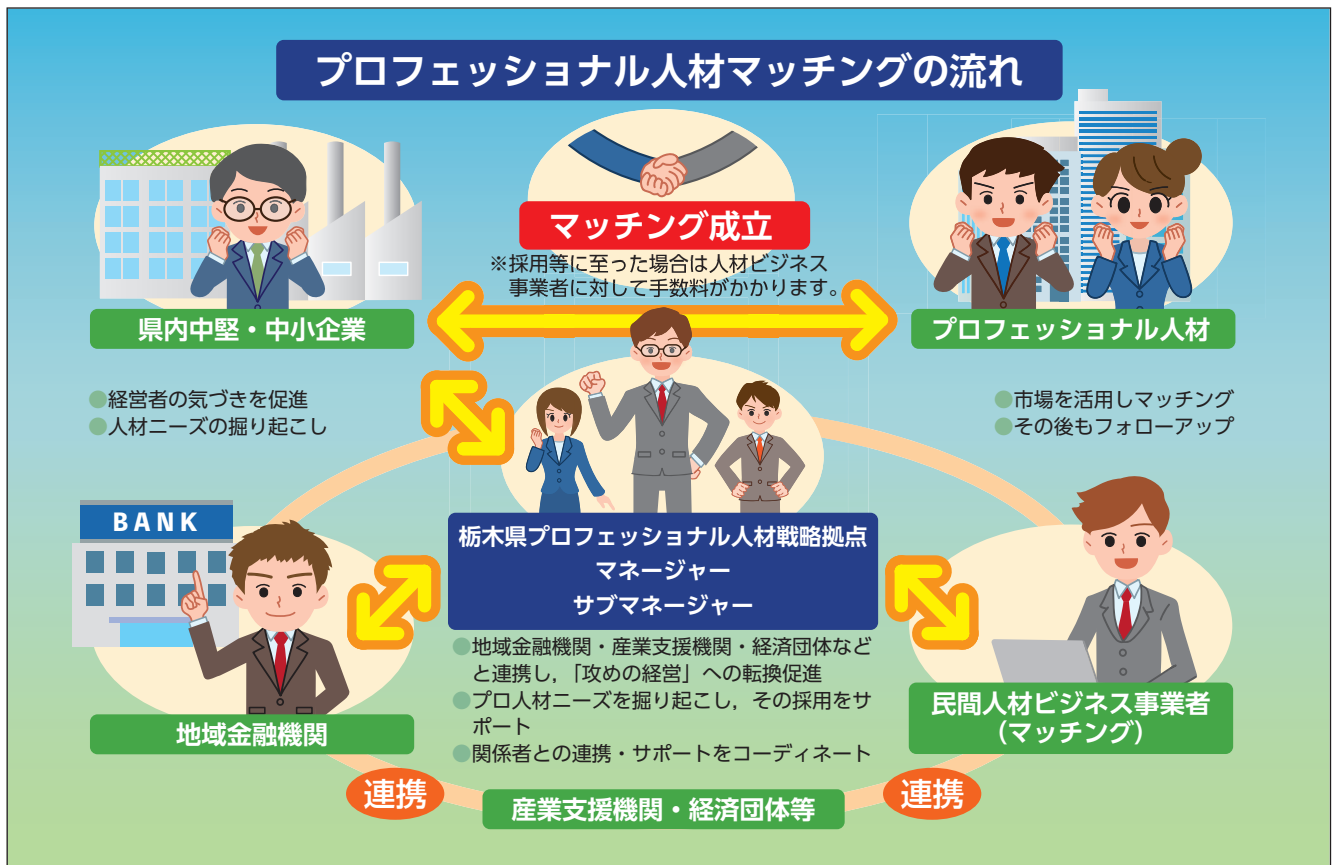 プロフェッショナル人材マッチングの流れ
マッチング成立
※採用等に至った場合は人材ビジネス
事業者に対して手数料がかかります。
県内中堅・中小企業
プロフェッショナル人材
●経営者の気づきを促進
●人材ニーズの掘り起こし
●市場を活用しマッチング
●その後もフォローアップ
BANK
栃木県プロフェッショナル人材戦略拠点
マネージャー
サブマネージャー
●地域金融機関・産業支援機関・経済団体など
と連携し，「攻めの経営」への転換促進
●プロ人材ニーズを掘り起こし，その採用をサ
ポート
●関係者との連携・サポートをコーディネート
地域金融機関
民間人材ビジネス事業者
（マッチング）
連携
産業支援機関・経済団体等
連携